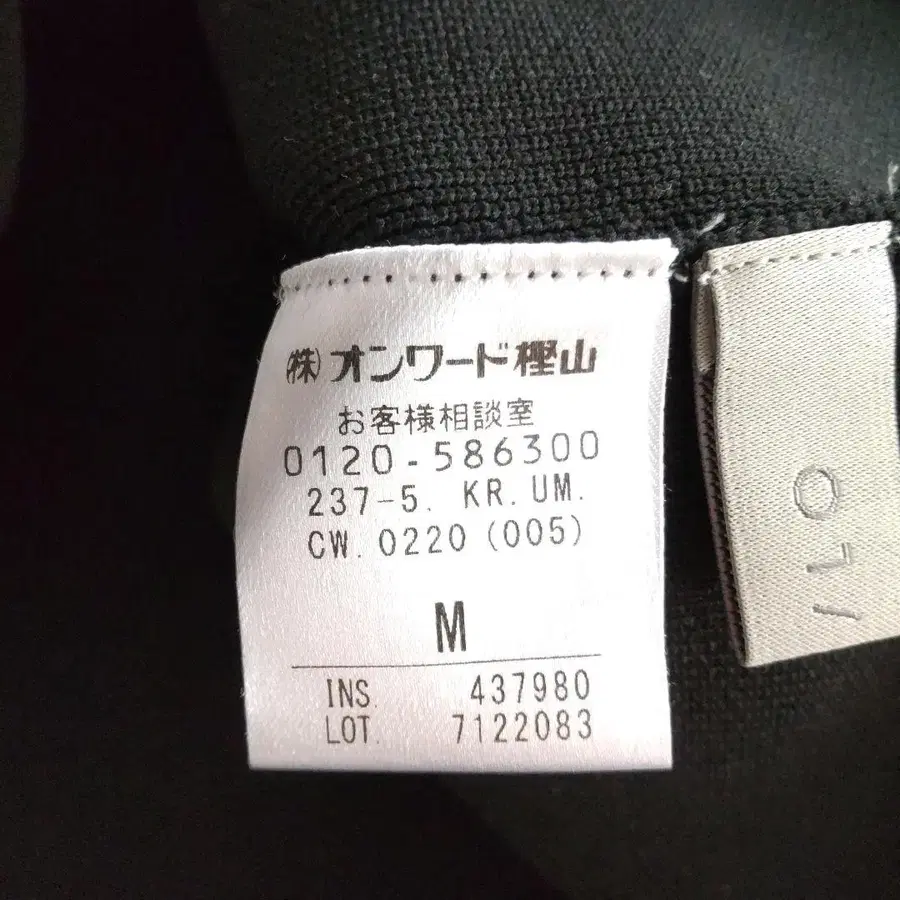 ㈱オンワード樫山
お客様相談室
0120-586300
237-5. KR. UM.
CW. 0220 (005)
M
INS. 437980
LOT. 7122083